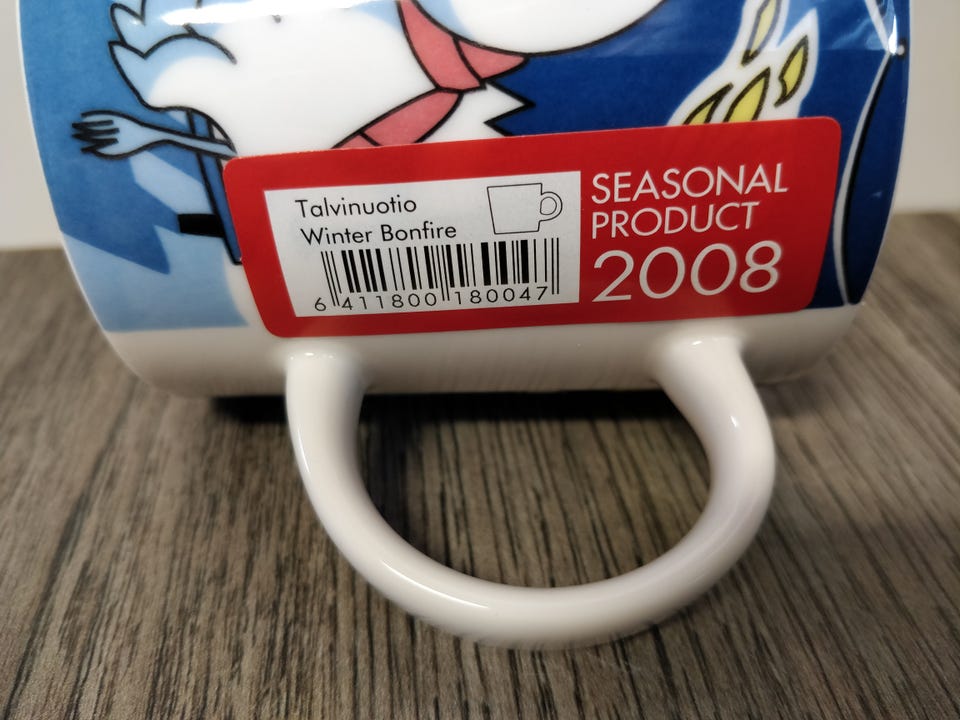 Talvinuotio
Winter Bonfire
6 411800 180047
SEASONAL
PRODUCT
2008